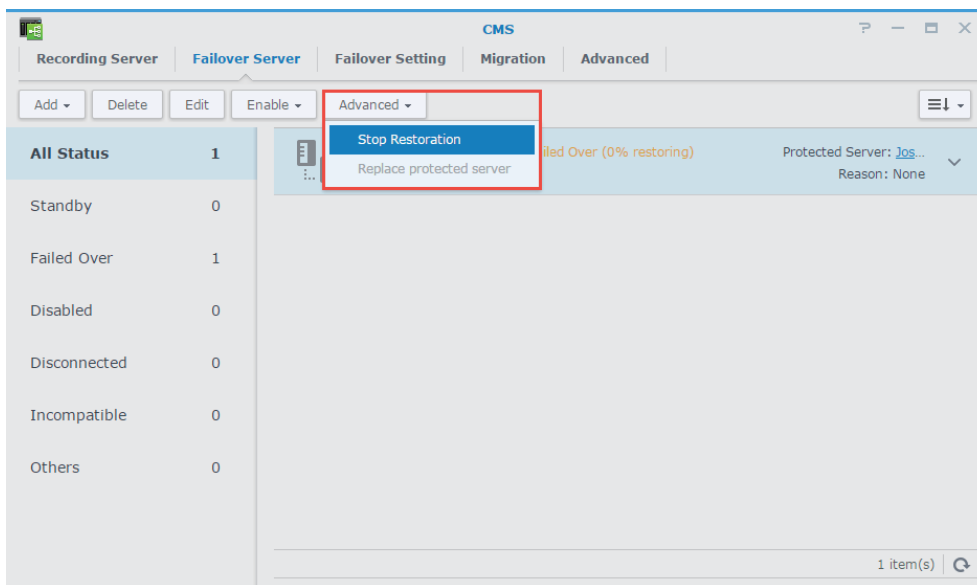 CMS
Recording Server Failover Server Failover Setting Migration Advanced
Add Delete Edit Enable Advanced
Stop Restoration
Replace protected server
All Status 1
Standby 0
Failed Over 1
Disabled 0
Disconnected 0
Incompatible 0
Others 0
iled Over (0% restoring)
Protected Server: Jos...
Reason: None
1 item(s)